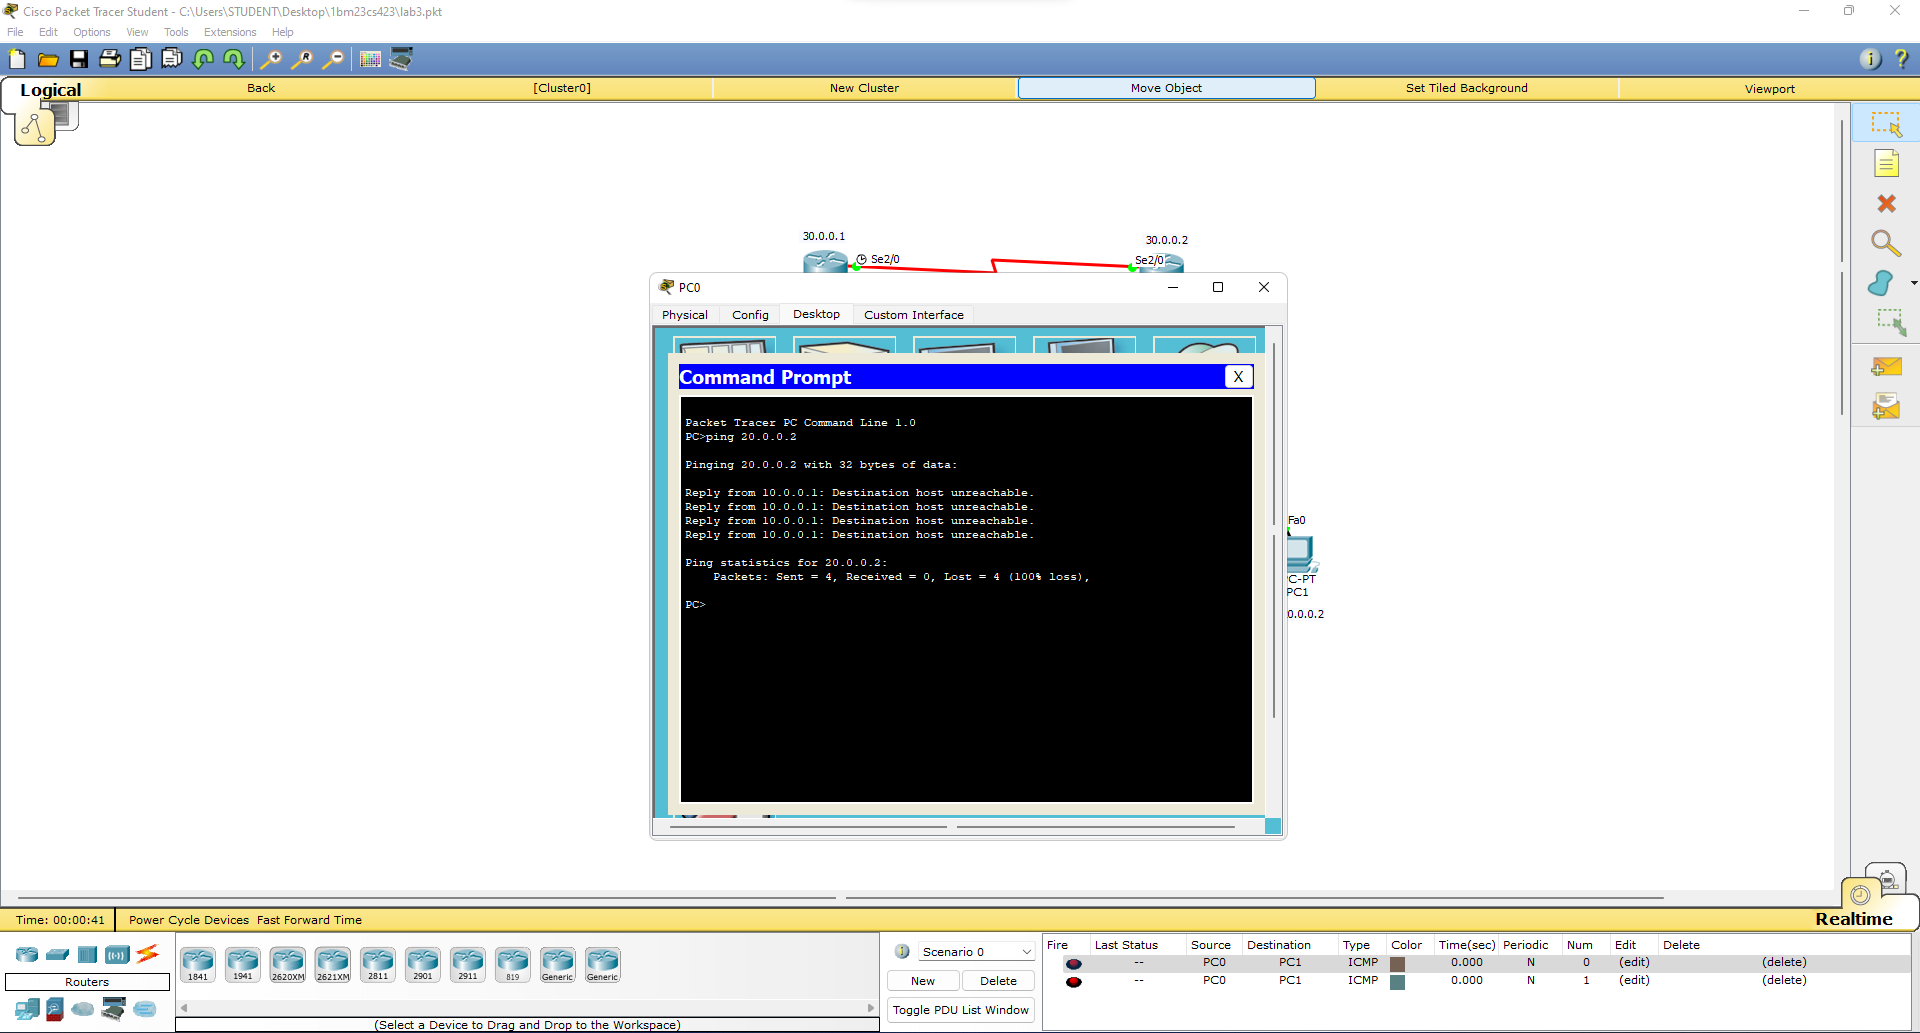 Cisco Packet Tracer Student - C:\Users\STUDENT\Desktop\1bm23cs423\lab3.pkt
File Edit Options View Tools Extensions Help
Logical Back [Cluster0] New Cluster Move Object Set Tiled Background Viewport
30.0.0.1
30.0.0.2
Se2/0
Se2/0
PC0
Physical Config Desktop Custom Interface
Command Prompt X
Packet Tracer PC Command Line 1.0
PC>ping 20.0.0.2
Pinging 20.0.0.2 with 32 bytes of data:
Reply from 10.0.0.1: Destination host unreachable.
Reply from 10.0.0.1: Destination host unreachable.
Reply from 10.0.0.1: Destination host unreachable.
Reply from 10.0.0.1: Destination host unreachable.
Ping statistics for 20.0.0.2:
Packets: Sent = 4, Received = 0, Lost = 4 (100% loss),
PC>
Fa0
C-PT
PC1
0.0.0.2
Time: 00:00:41 Power Cycle Devices Fast Forward Time
Realtime
Routers
1841 1941 2620XM 2621XM 2811 2901 2911 819 Generic Generic
(Select a Device to Drag and Drop to the Workspace)
Scenario 0
New Delete
Toggle PDU List Window
Fire Last Status Source Destination Type Color Time(sec) Periodic Num Edit Delete
-- PC0 PC1 ICMP 0.000 N 0 (edit) (delete)
-- PC0 PC1 ICMP 0.000 N 1 (edit) (delete)